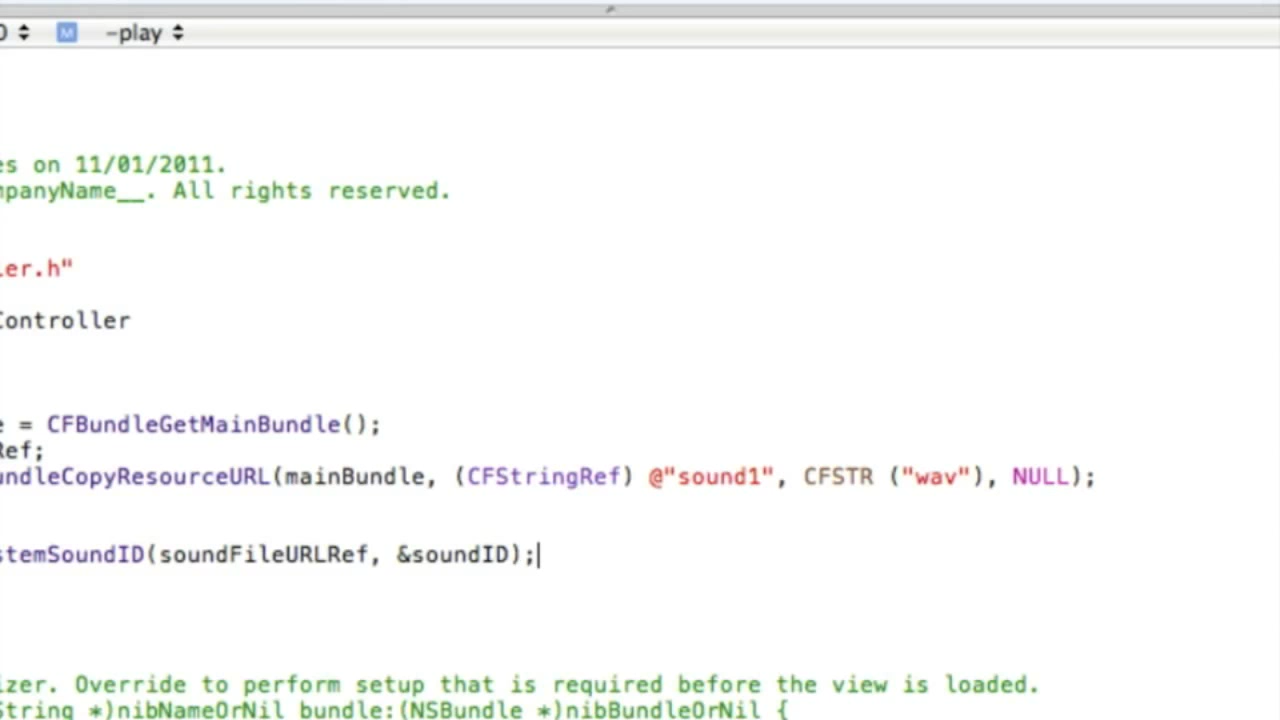 -play
es on 11/01/2011.
mpanyName__. All rights reserved.
ler.h"
Controller
e = CFBundleGetMainBundle();
Ref;
undleCopyResourceURL(mainBundle, (CFStringRef) @"sound1", CFSTR ("wav"), NULL);
stemSoundID(soundFileURLRef, &soundID);
izer. Override to perform setup that is required before the view is loaded.
String *)nibNameOrNil bundle:(NSBundle *)nibBundleOrNil {